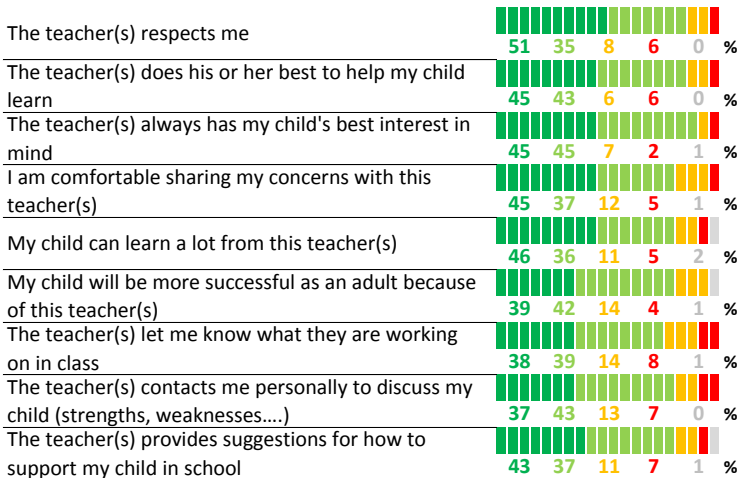 The teacher(s) respects me
51 35 8 6 0 %
The teacher(s) does his or her best to help my child
learn
45 43 6 6 0 %
The teacher(s) always has my child's best interest in
mind
45 45 7 2 1 %
I am comfortable sharing my concerns with this
teacher(s)
45 37 12 5 1 %
My child can learn a lot from this teacher(s)
46 36 11 5 2 %
My child will be more successful as an adult because
of this teacher(s)
39 42 14 4 1 %
The teacher(s) let me know what they are working
on in class
38 39 14 8 1 %
The teacher(s) contacts me personally to discuss my
child (strengths, weaknesses....)
37 43 13 7 0 %
The teacher(s) provides suggestions for how to
support my child in school
43 37 11 7 1 %